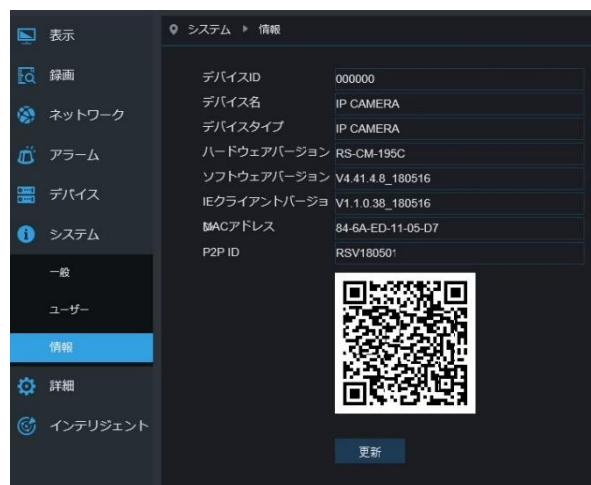 表示
録画
ネットワーク
アラーム
デバイス
システム
一般
ユーザー
情報
詳細
インテリジェント
システム ▶ 情報
デバイスID 000000
デバイス名 IP CAMERA
デバイスタイプ IP CAMERA
ハードウェアバージョン RS-CM-195C
ソフトウェアバージョン V4.41.4.8_180516
IEクライアントバージョ V1.1.0.38_180516
MACアドレス 84-6A-ED-11-05-D7
P2P ID RSV180501
更新